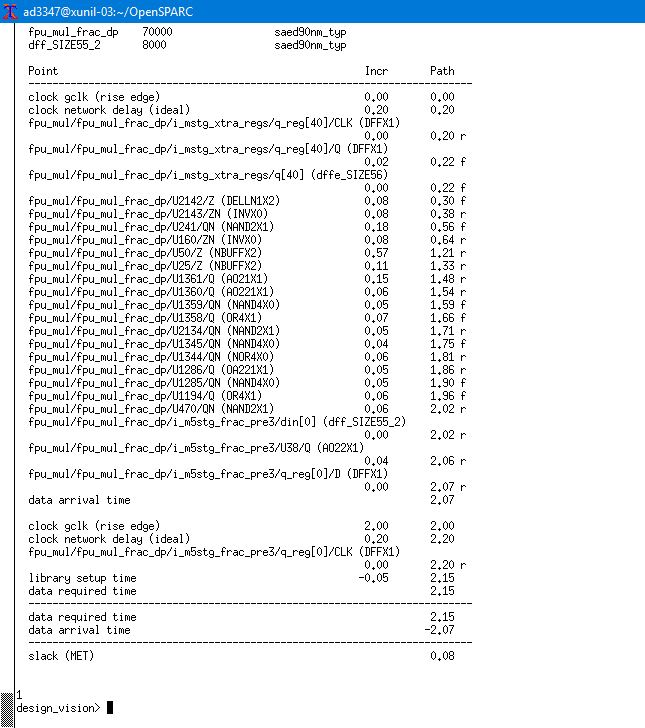 ad3347@xunil-03:~/OpenSPARC
fpu_mul_frac_dp    70000                 saed90nm_typ
dff_SIZE55_2       8000                  saed90nm_typ
Point                                                   Incr       Path
------------------------------------------------------------------------
clock gclk (rise edge)                                  0.00       0.00
clock network delay (ideal)                             0.20       0.20
fpu_mul/fpu_mul_frac_dp/i_mstg_xtra_regs/q_reg[40]/CLK (DFFX1)
0.00       0.20 r
fpu_mul/fpu_mul_frac_dp/i_mstg_xtra_regs/q_reg[40]/Q (DFFX1)
0.02       0.22 f
fpu_mul/fpu_mul_frac_dp/i_mstg_xtra_regs/q[40] (dffe_SIZE56)
0.00       0.22 f
fpu_mul/fpu_mul_frac_dp/U2142/Z (DELLN1X2)              0.08       0.30 f
fpu_mul/fpu_mul_frac_dp/U2143/ZN (INVX0)                0.08       0.38 r
fpu_mul/fpu_mul_frac_dp/U241/QN (NAND2X1)               0.18       0.56 f
fpu_mul/fpu_mul_frac_dp/U160/ZN (INVX0)                 0.08       0.64 r
fpu_mul/fpu_mul_frac_dp/U50/Z (NBUFFX2)                 0.57       1.21 r
fpu_mul/fpu_mul_frac_dp/U25/Z (NBUFFX2)                 0.11       1.33 r
fpu_mul/fpu_mul_frac_dp/U1361/Q (AO21X1)                0.15       1.48 r
fpu_mul/fpu_mul_frac_dp/U1360/Q (AO221X1)               0.06       1.54 r
fpu_mul/fpu_mul_frac_dp/U1359/QN (NAND4X0)              0.05       1.59 f
fpu_mul/fpu_mul_frac_dp/U1358/Q (OR4X1)                 0.07       1.66 f
fpu_mul/fpu_mul_frac_dp/U2134/QN (NAND2X1)              0.05       1.71 r
fpu_mul/fpu_mul_frac_dp/U1345/QN (NAND4X0)              0.04       1.75 f
fpu_mul/fpu_mul_frac_dp/U1344/QN (NOR4X0)               0.06       1.81 r
fpu_mul/fpu_mul_frac_dp/U1286/Q (OA221X1)               0.05       1.86 r
fpu_mul/fpu_mul_frac_dp/U1285/QN (NAND4X0)              0.05       1.90 f
fpu_mul/fpu_mul_frac_dp/U1194/Q (OR4X1)                 0.06       1.96 f
fpu_mul/fpu_mul_frac_dp/U470/QN (NAND2X1)               0.06       2.02 r
fpu_mul/fpu_mul_frac_dp/i_m5stg_frac_pre3/din[0] (dff_SIZE55_2)
0.00       2.02 r
fpu_mul/fpu_mul_frac_dp/i_m5stg_frac_pre3/U38/Q (AO22X1)
0.04       2.06 r
fpu_mul/fpu_mul_frac_dp/i_m5stg_frac_pre3/q_reg[0]/D (DFFX1)
0.00       2.07 r
data arrival time                                                  2.07
clock gclk (rise edge)                                  2.00       2.00
clock network delay (ideal)                             0.20       2.20
fpu_mul/fpu_mul_frac_dp/i_m5stg_frac_pre3/q_reg[0]/CLK (DFFX1)
0.00       2.20 r
library setup time                                     -0.05       2.15
data required time                                                 2.15
------------------------------------------------------------------------
data required time                                                 2.15
data arrival time                                                 -2.07
------------------------------------------------------------------------
slack (MET)                                                        0.08
1
design_vision>